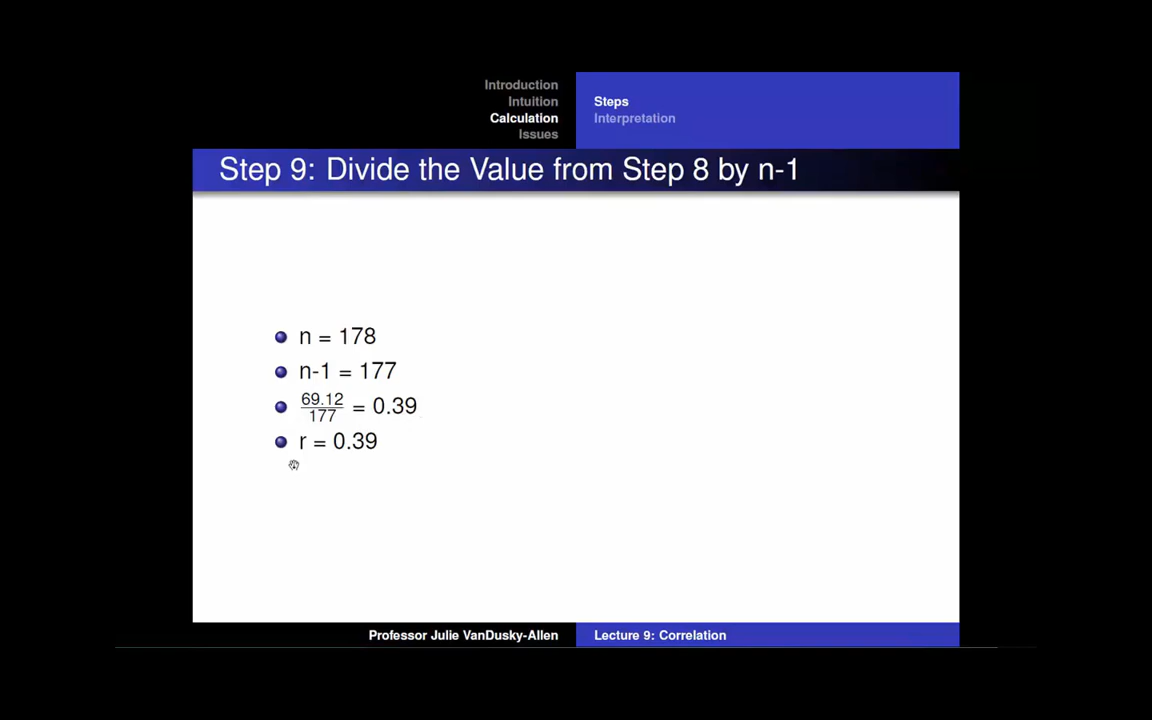 Introduction
Intuition
Calculation
Issues
Steps
Interpretation
Step 9: Divide the Value from Step 8 by n-1
n = 178
n-1 = 177
69.12/177 = 0.39
r = 0.39
Professor Julie VanDusky-Allen
Lecture 9: Correlation